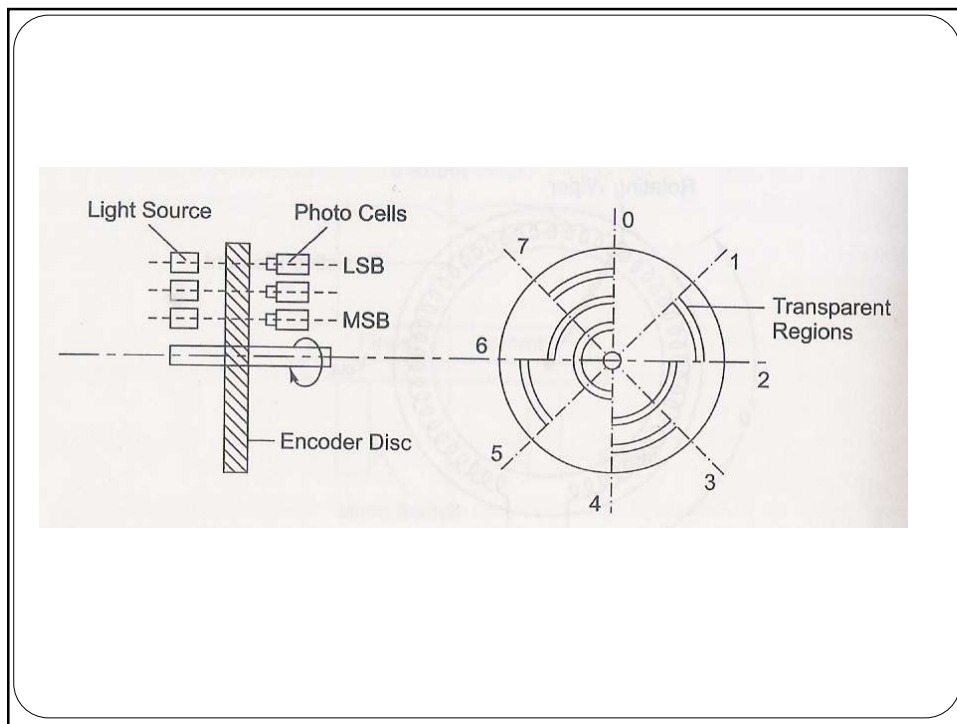 Light Source
Photo Cells
LSB
MSB
Encoder Disc
0
1
Transparent
Regions
2
3
4
5
6
7